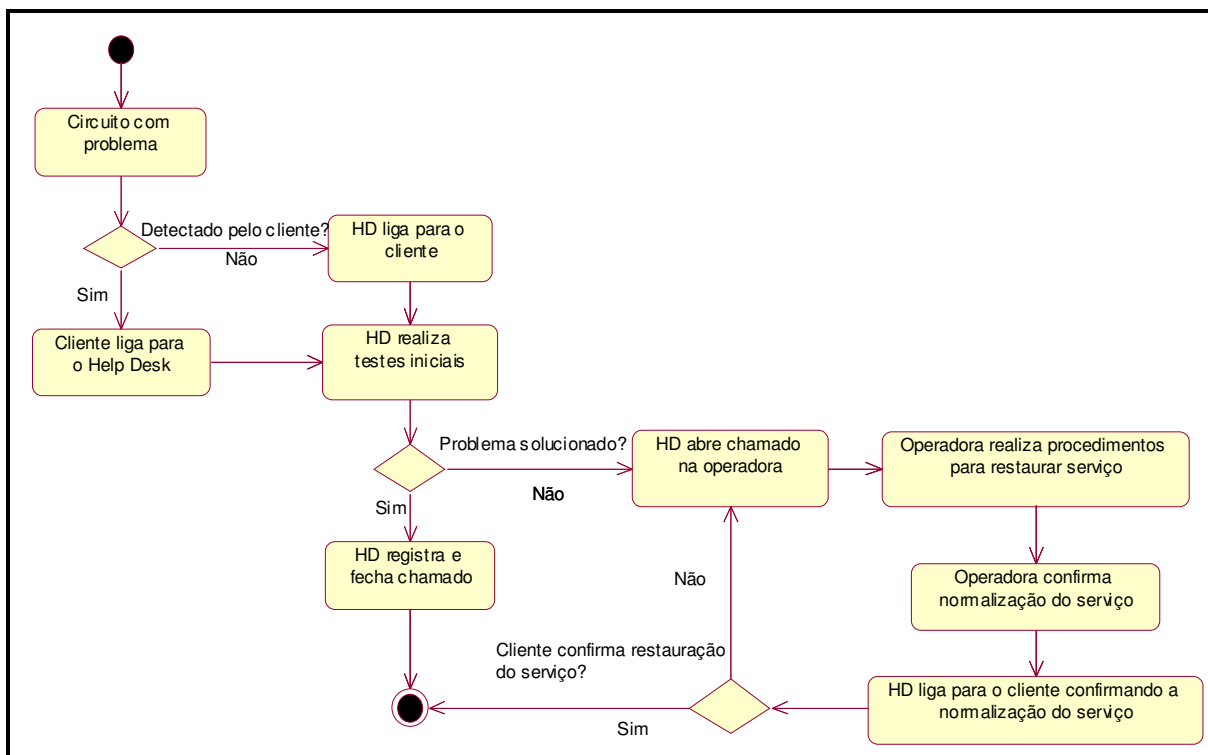 Circuito com
problema
Detectado pelo cliente?
Não
HD liga para o
cliente
Sim
Cliente liga para
o Help Desk
HD realiza
testes iniciais
Problema solucionado?
Não
HD abre chamado
na operadora
Operadora realiza procedimentos
para restaurar serviço
Sim
HD registra e
fecha chamado
Não
Operadora confirma
normalização do serviço
Cliente confirma restauração
do serviço?
HD liga para o cliente confirmando a
normalização do serviço
Sim